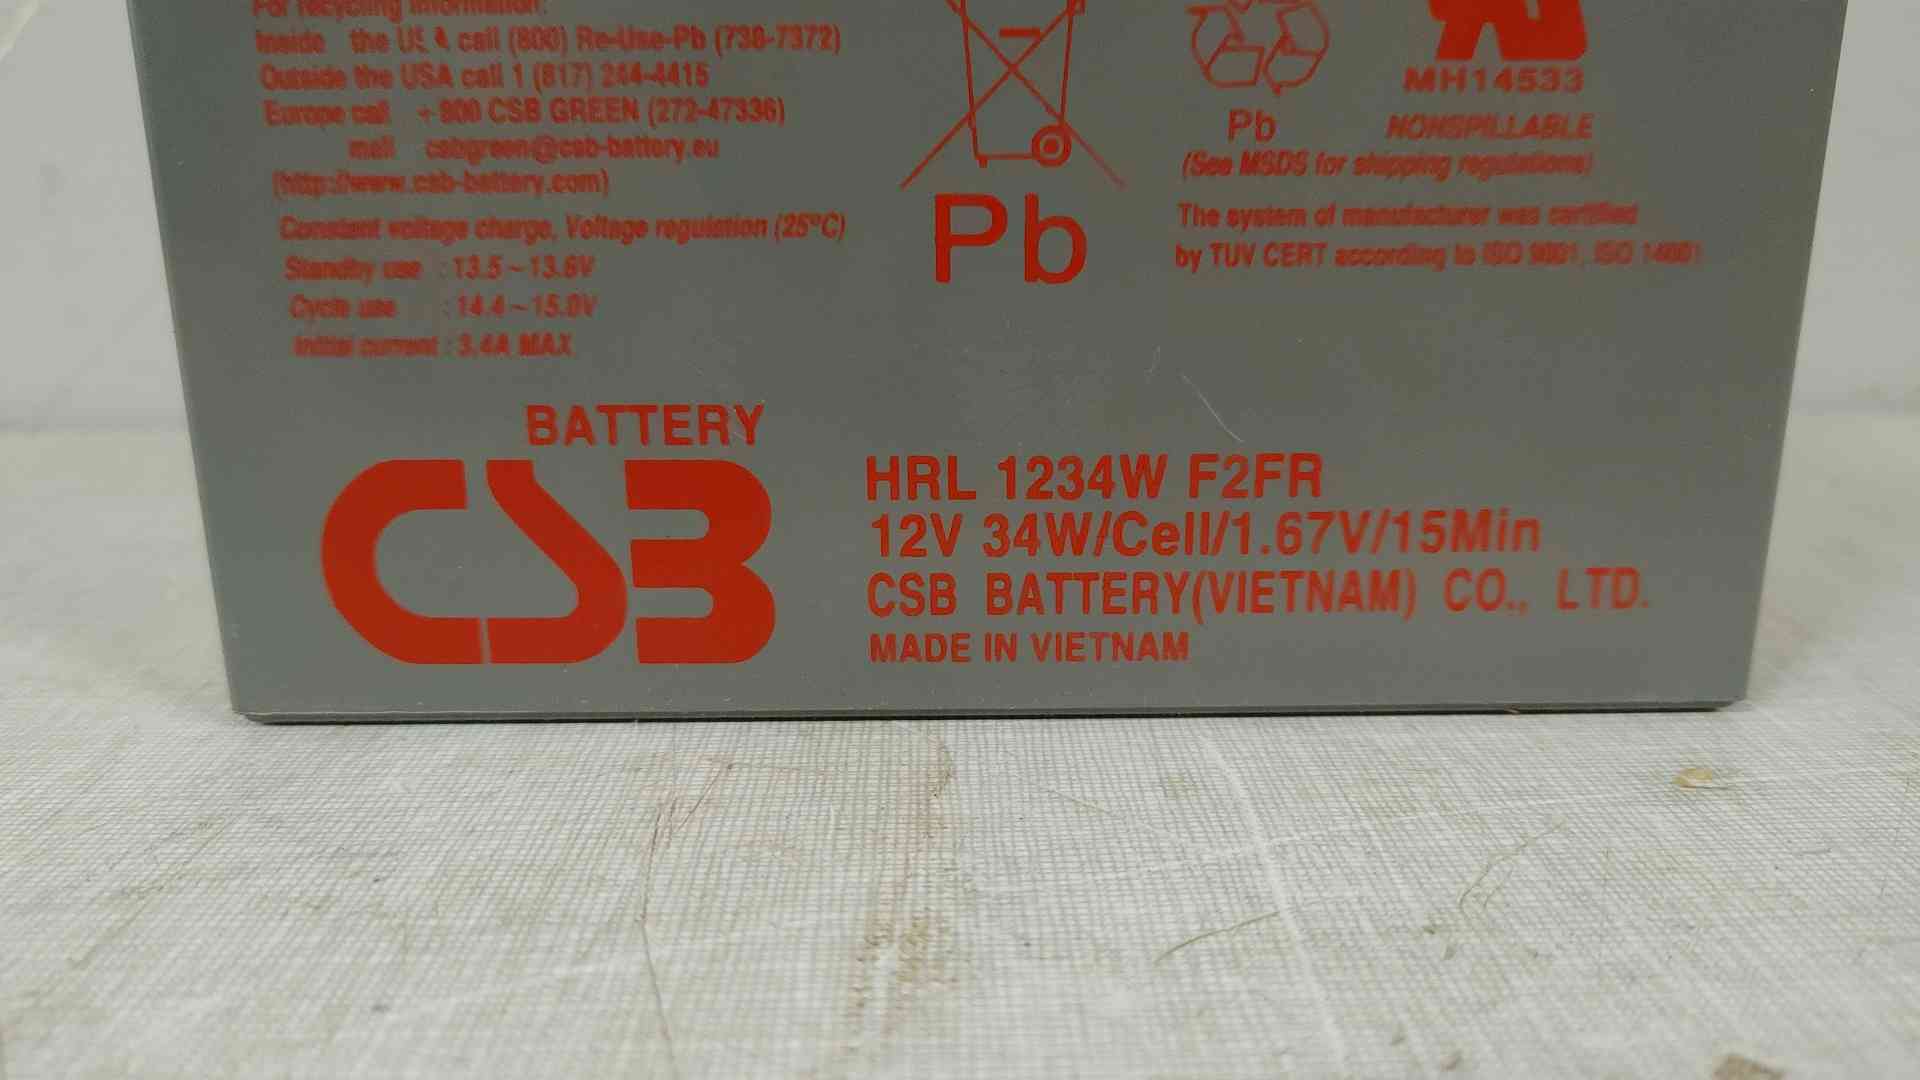 For recycling information:
Inside the USA call (800) Re-Use-Pb (738-7372)
Outside the USA call 1 (817) 244-4415
Europe call + 800 CSB GREEN (272-47336)
mail csbgreen@csb-battery.eu
(http://www.csb-battery.com)
Constant voltage charge, Voltage regulation (25°C)
Standby use : 13.5 ~ 13.8V
Cycle use : 14.4 ~ 15.0V
Initial current : 3.4A MAX
Pb
Pb
MH14533
NONSPILLABLE
(See MSDS for shipping regulations)
The system of manufacturer was certified
by TUV CERT according to ISO 9001, ISO 14001
BATTERY
CSB
HRL 1234W F2FR
12V 34W/Cell/1.67V/15Min
CSB BATTERY(VIETNAM) CO., LTD.
MADE IN VIETNAM